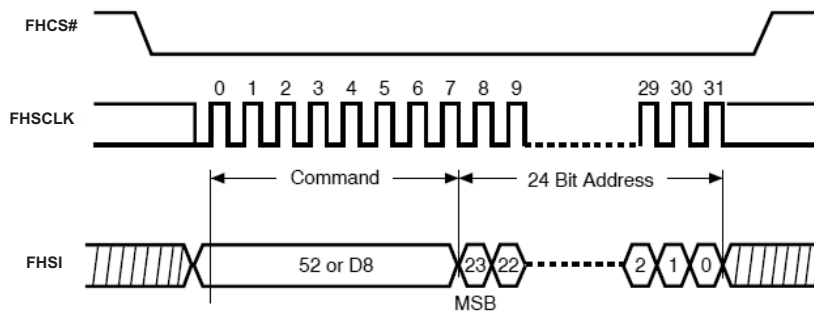 FHCS#
0 1 2 3 4 5 6 7 8 9 29 30 31
FHSCLK
Command 24 Bit Address
FHSI 52 or D8 23 22 2 1 0
MSB